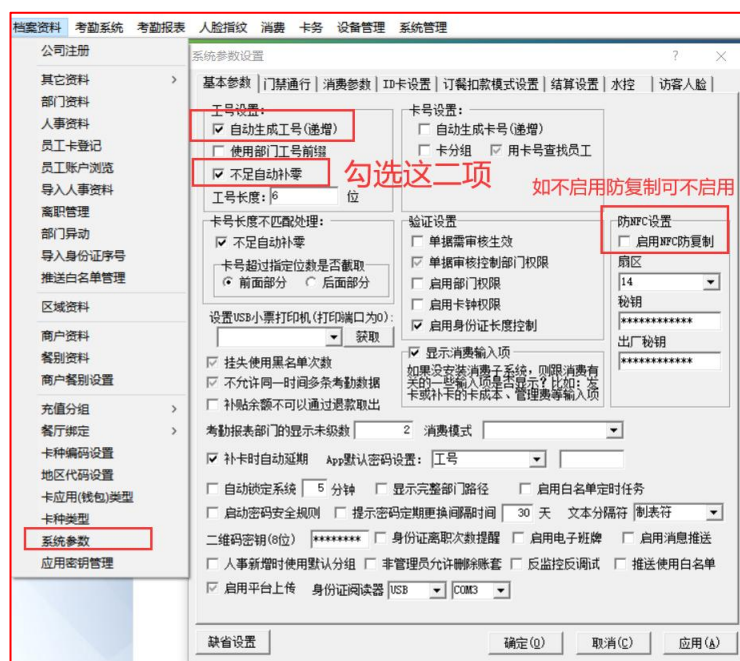 档案资料 考勤系统 考勤报表 人脸指纹 消费 卡务 设备管理 系统管理
公司注册
其它资料 >
部门资料
人事资料
员工卡登记
员工账户浏览
导入人事资料
离职管理
部门异动
导入身份证序号
推送白名单管理
区域资料
商户资料
餐别资料
商户餐别设置
充值分组 >
餐厅绑定 >
卡种编码设置
地区代码设置
卡应用(钱包)类型
卡种类型
系统参数
应用密钥管理
系统参数设置 ? ×
基本参数 门禁通行 消费参数 ID卡设置 订餐扣款模式设置 结算设置 水控 访客人脸
工号设置:
自动生成工号(递增)
使用部门工号前缀
不足自动补零
工号长度: 6 位
勾选这二项
卡号设置:
自动生成卡号(递增)
卡分组 用卡号查找员工
如不启用防复制可不启用
卡号长度不匹配处理:
不足自动补零
卡号超过指定位数是否截取
前面部分 后面部分
设置USB小票打印机(打印端口为0):
获取
挂失使用黑名单次数
不允许同一时间多条考勤数据
补贴余额不可以通过退款取出
验证设置
单据需审核生效
单据审核控制部门权限
启用部门权限
启用卡钟权限
启用身份证长度控制
显示消费输入项
如果没安装消费子系统，则跟消费有
关的一些输入项是否显示？比如：发
卡或补卡的卡成本、管理费等输入项
防NFC设置
启用NFC防复制
扇区
14
秘钥
************
出厂秘钥
************
考勤报表部门的显示末级数 2 消费模式
补卡时自动延期 App默认密码设置: 工号
自动锁定系统 5 分钟 显示完整部门路径 启用白名单定时任务
启动密码安全规则 提示密码定期更换间隔时间 30 天 文本分隔符 制表符
二维码密钥(8位) ******** 身份证离职次数提醒 启用电子班牌 启用消息推送
人事新增时使用默认分组 非管理员允许删除账套 反监控反调试 推送使用白名单
启用平台上传 身份证阅读器 USB COM3
缺省设置 确定(O) 取消(C) 应用(A)